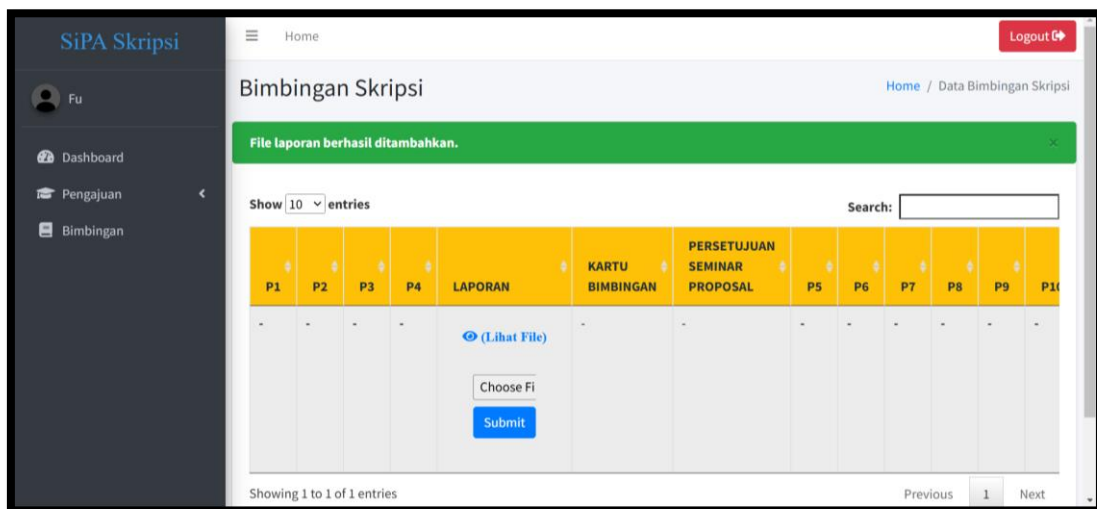 SiPA Skripsi
Home
Logout
Fu
Bimbingan Skripsi
Home / Data Bimbingan Skripsi
File laporan berhasil ditambahkan.
×
Dashboard
Pengajuan
Bimbingan
Show 10 entries
Search:
P1 P2 P3 P4 LAPORAN KARTU BIMBINGAN PERSETUJUAN SEMINAR PROPOSAL P5 P6 P7 P8 P9
- - - - (Lihat File) - - - - - - - -
Choose Fi
Submit
Showing 1 to 1 of 1 entries
Previous 1 Next